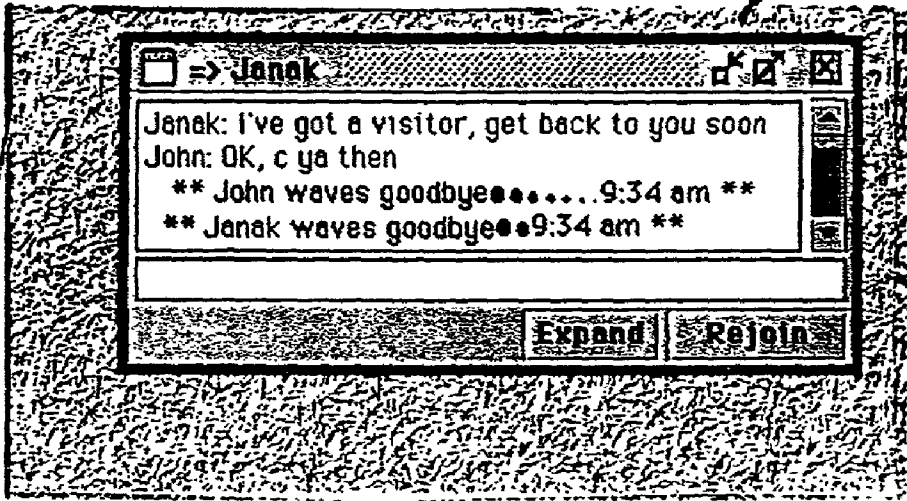 => Janak
Janak: I've got a visitor, get back to you soon
John: OK, c ya then
** John waves goodbye●●•••...9:34 am **
** Janak waves goodbye●●9:34 am **
Expand
Rejoin